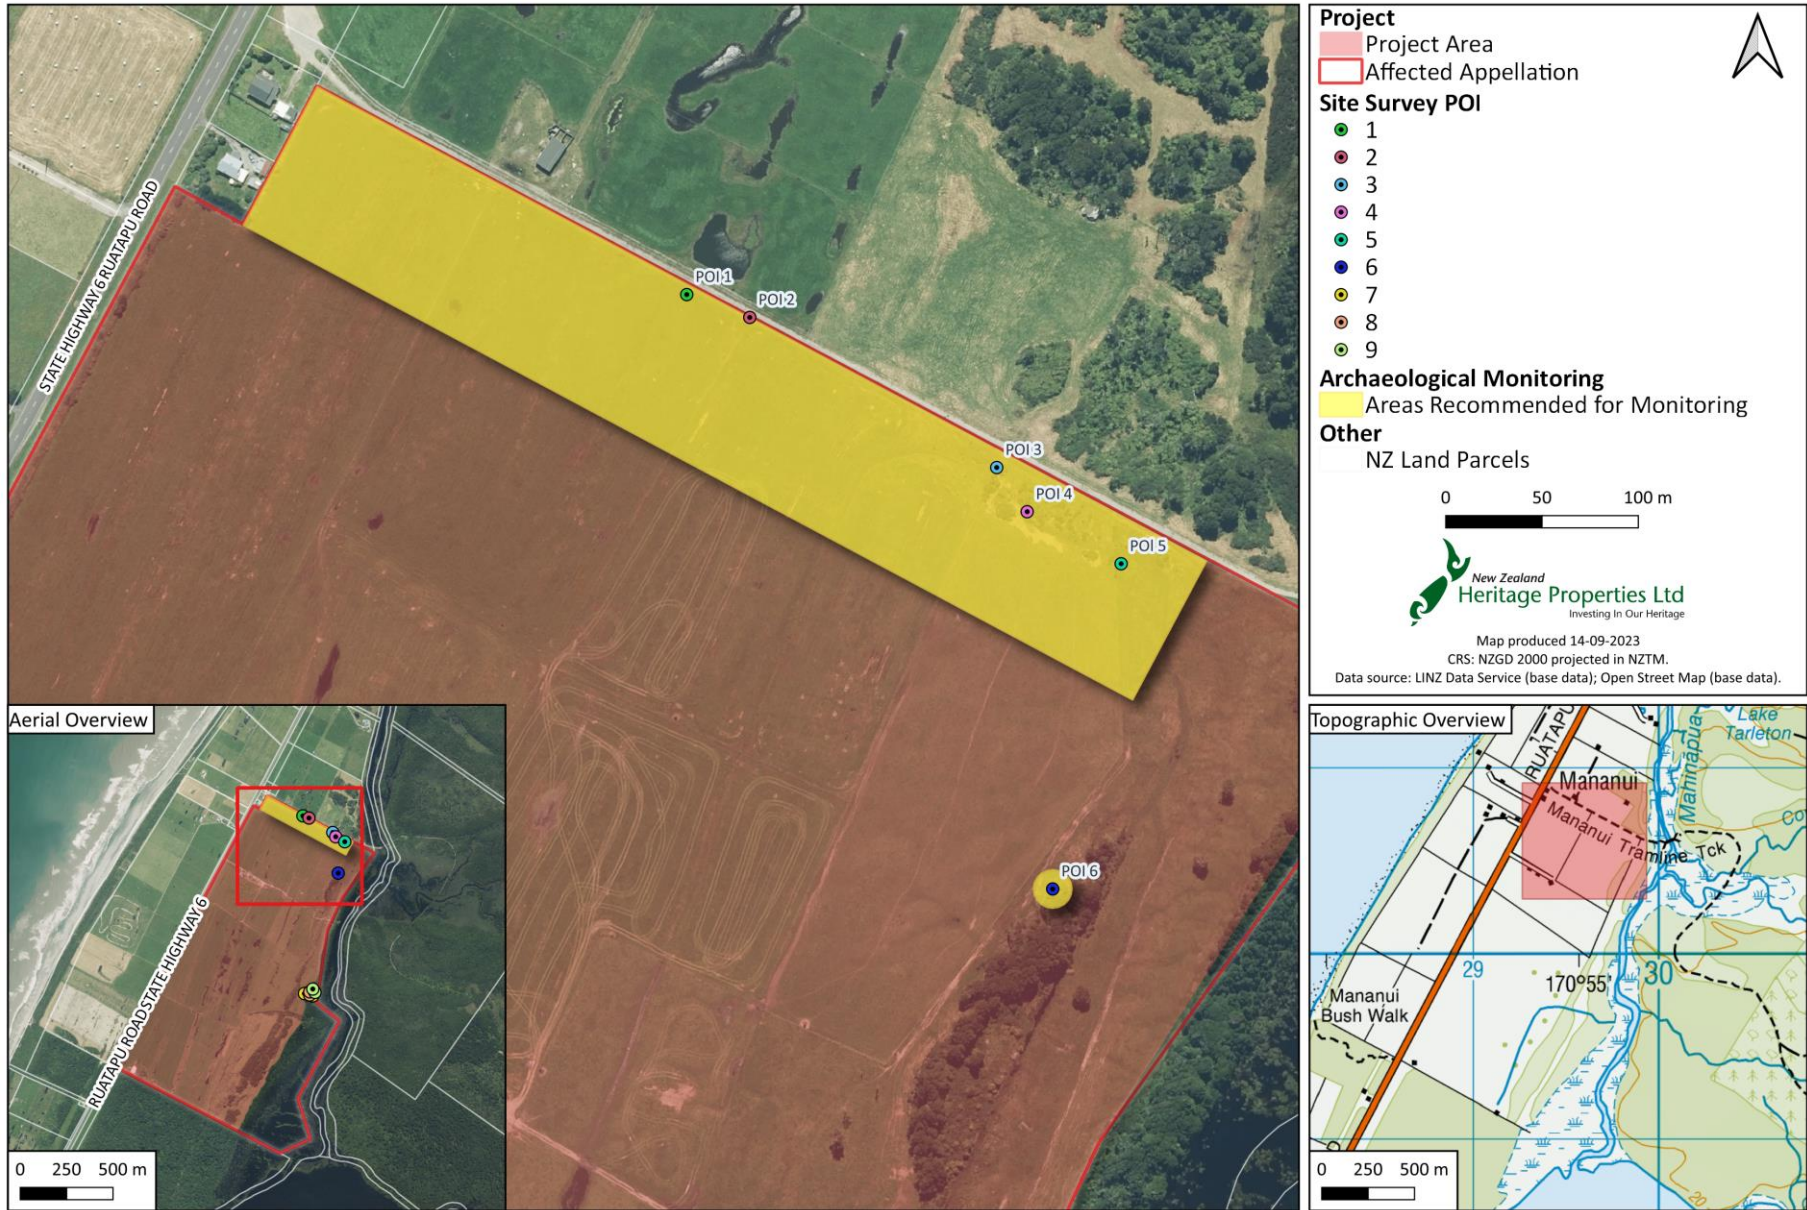 STATE HIGHWAY 6 RUATAPU ROAD
POI 1
POI 2
POI 3
POI 4
POI 5
POI 6
Aerial Overview
RUATAPU ROAD STATE HIGHWAY 6
0 250 500 m
Project
Project Area
Affected Appellation
Site Survey POI
1
2
3
4
5
6
7
8
9
Archaeological Monitoring
Areas Recommended for Monitoring
Other
NZ Land Parcels
0 50 100 m
New Zealand
Heritage Properties Ltd
Investing In Our Heritage
Map produced 14-09-2023
CRS: NZGD 2000 projected in NZTM.
Data source: LINZ Data Service (base data); Open Street Map (base data).
Topographic Overview
RUATAPU
Lake
Tarleton
Mananui
Mahināpua
Mananui Tramline Tck
29
170°55'
30
Mananui
Bush Walk
20
0 250 500 m